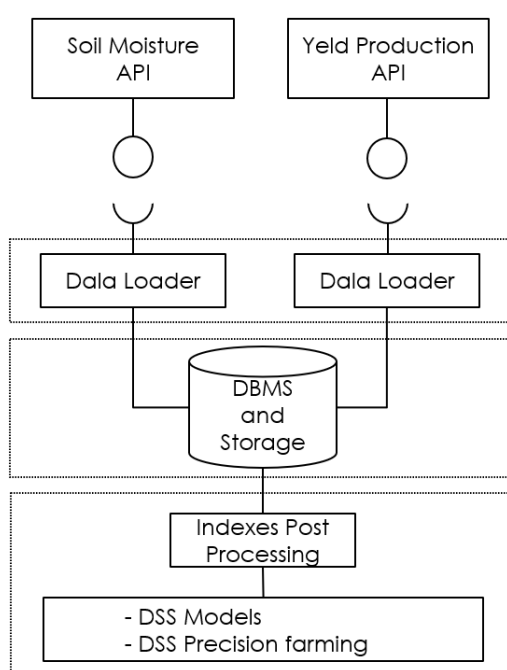 Soil Moisture
API
Yeld Production
API
Dala Loader
Dala Loader
DBMS
and
Storage
Indexes Post
Processing
- DSS Models
- DSS Precision farming